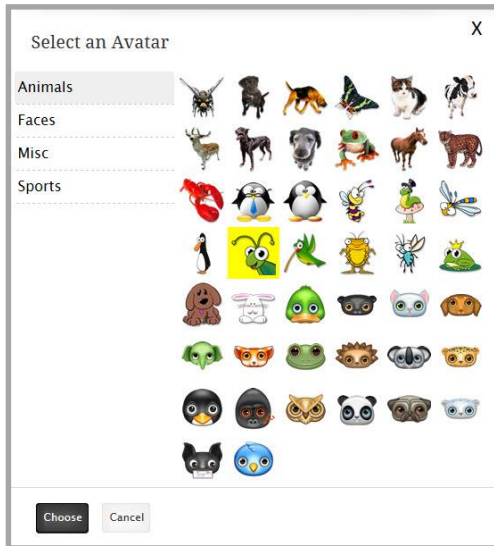 X
Select an Avatar
Animals
Faces
Misc
Sports
Choose
Cancel